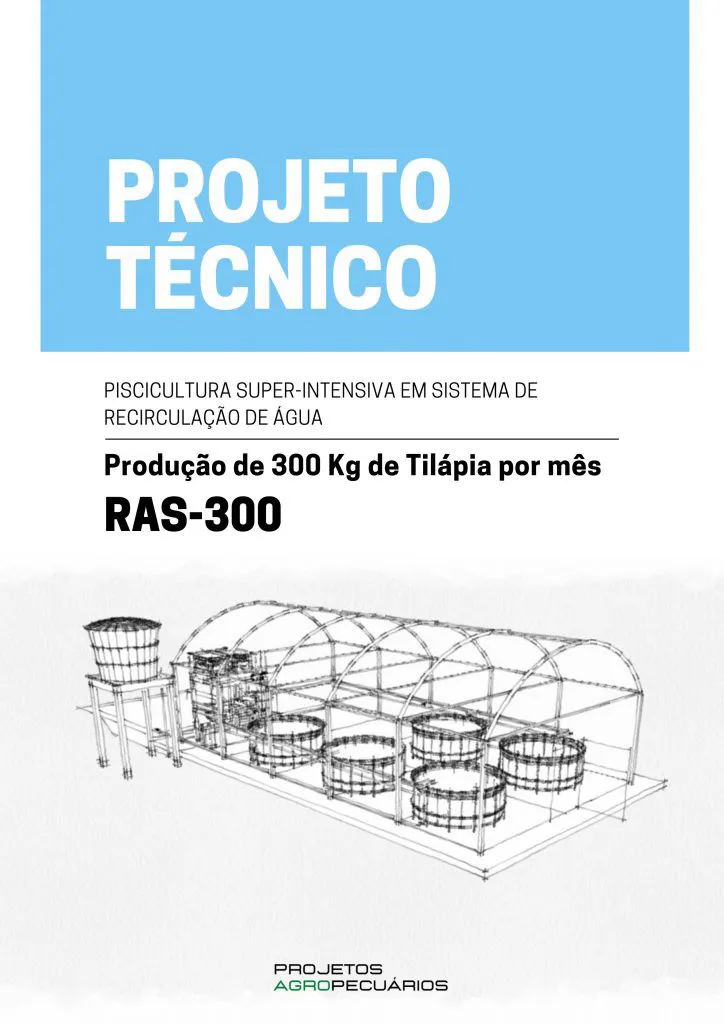 PROJETO
TÉCNICO
PISCICULTURA SUPER-INTENSIVA EM SISTEMA DE
RECIRCULAÇÃO DE ÁGUA
Produção de 300 Kg de Tilápia por mês
RAS-300
PROJETOS
AGROPECUÁRIOS